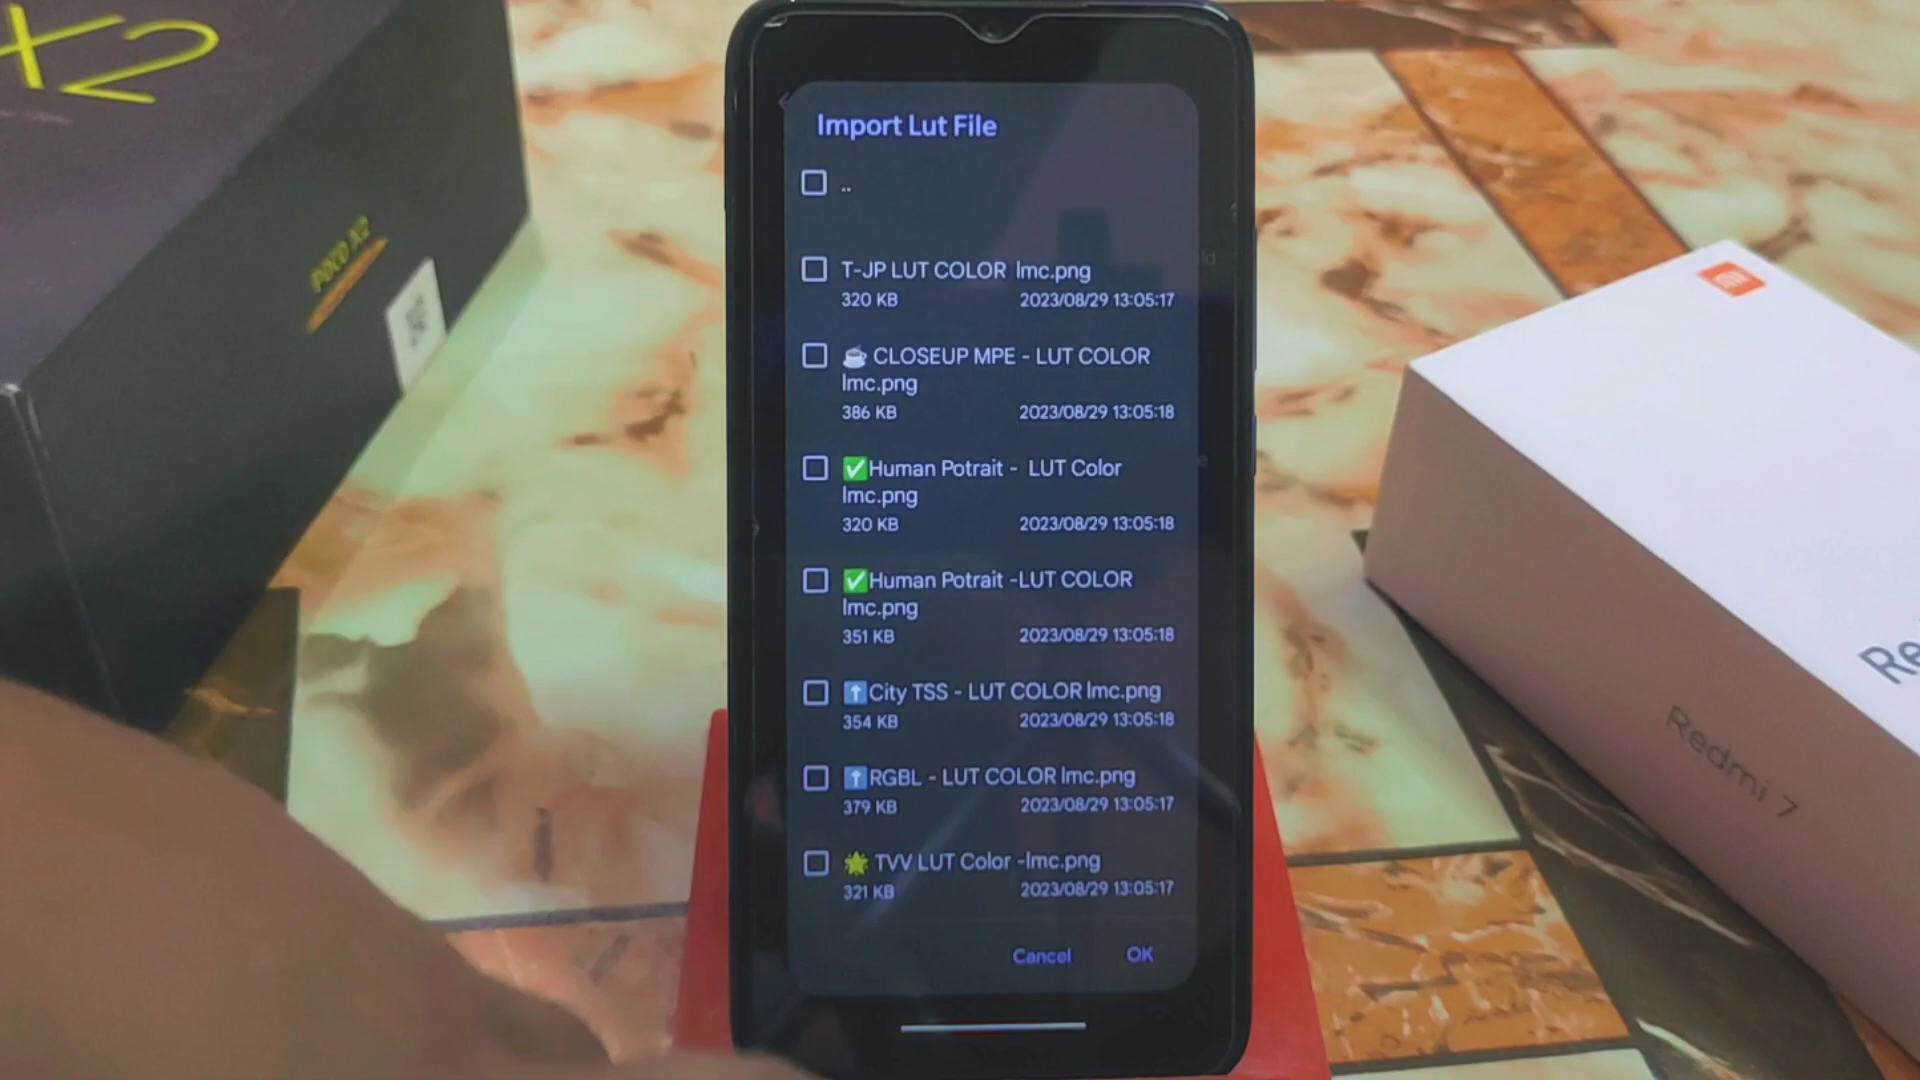 X2
POCO X2
Import Lut File
..
T-JP LUT COLOR lmc.png
320 KB 2023/08/29 13:05:17
☕ CLOSEUP MPE - LUT COLOR
lmc.png
386 KB 2023/08/29 13:05:18
✅Human Potrait - LUT Color
lmc.png
320 KB 2023/08/29 13:05:18
✅Human Potrait -LUT COLOR
lmc.png
351 KB 2023/08/29 13:05:18
⬆️City TSS - LUT COLOR lmc.png
354 KB 2023/08/29 13:05:18
⬆️RGBL - LUT COLOR lmc.png
379 KB 2023/08/29 13:05:17
🌟 TVV LUT Color -lmc.png
321 KB 2023/08/29 13:05:17
Cancel OK
mi
Re
Redmi 7